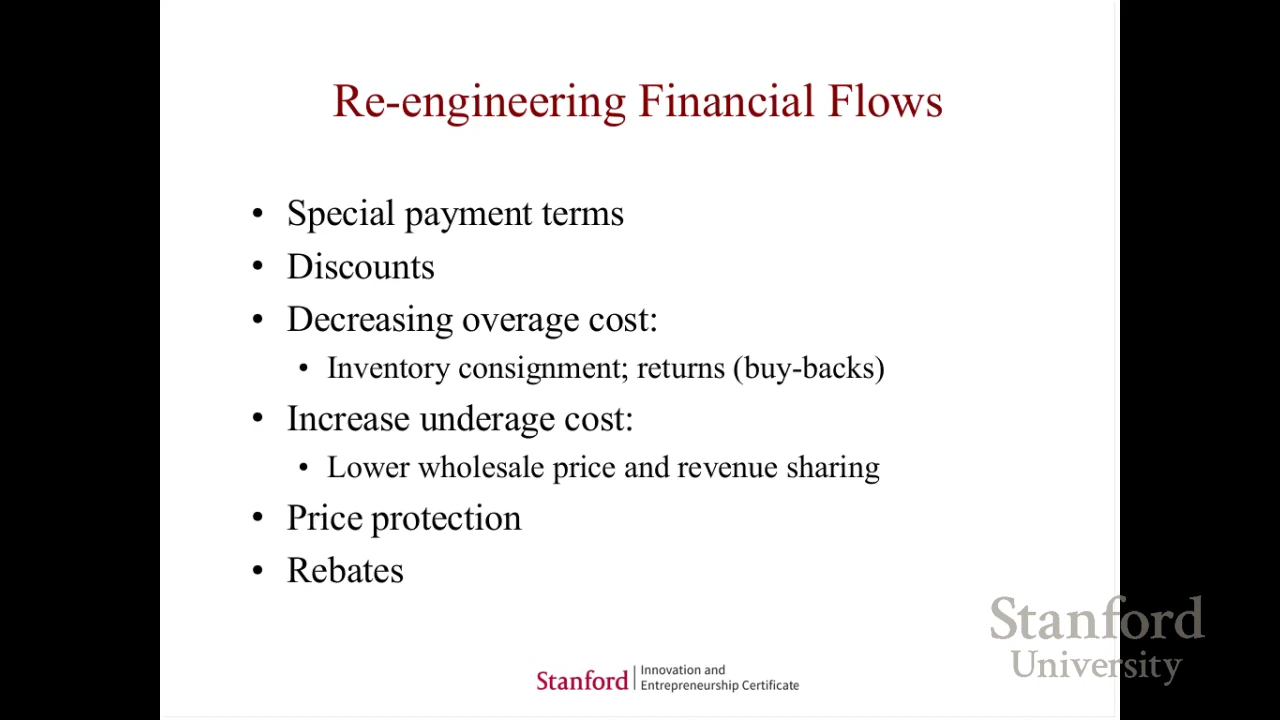 Re-engineering Financial Flows
• Special payment terms
• Discounts
• Decreasing overage cost:
• Inventory consignment; returns (buy-backs)
• Increase underage cost:
• Lower wholesale price and revenue sharing
• Price protection
• Rebates
Stanford
University
Stanford
Innovation and
Entrepreneurship Certificate